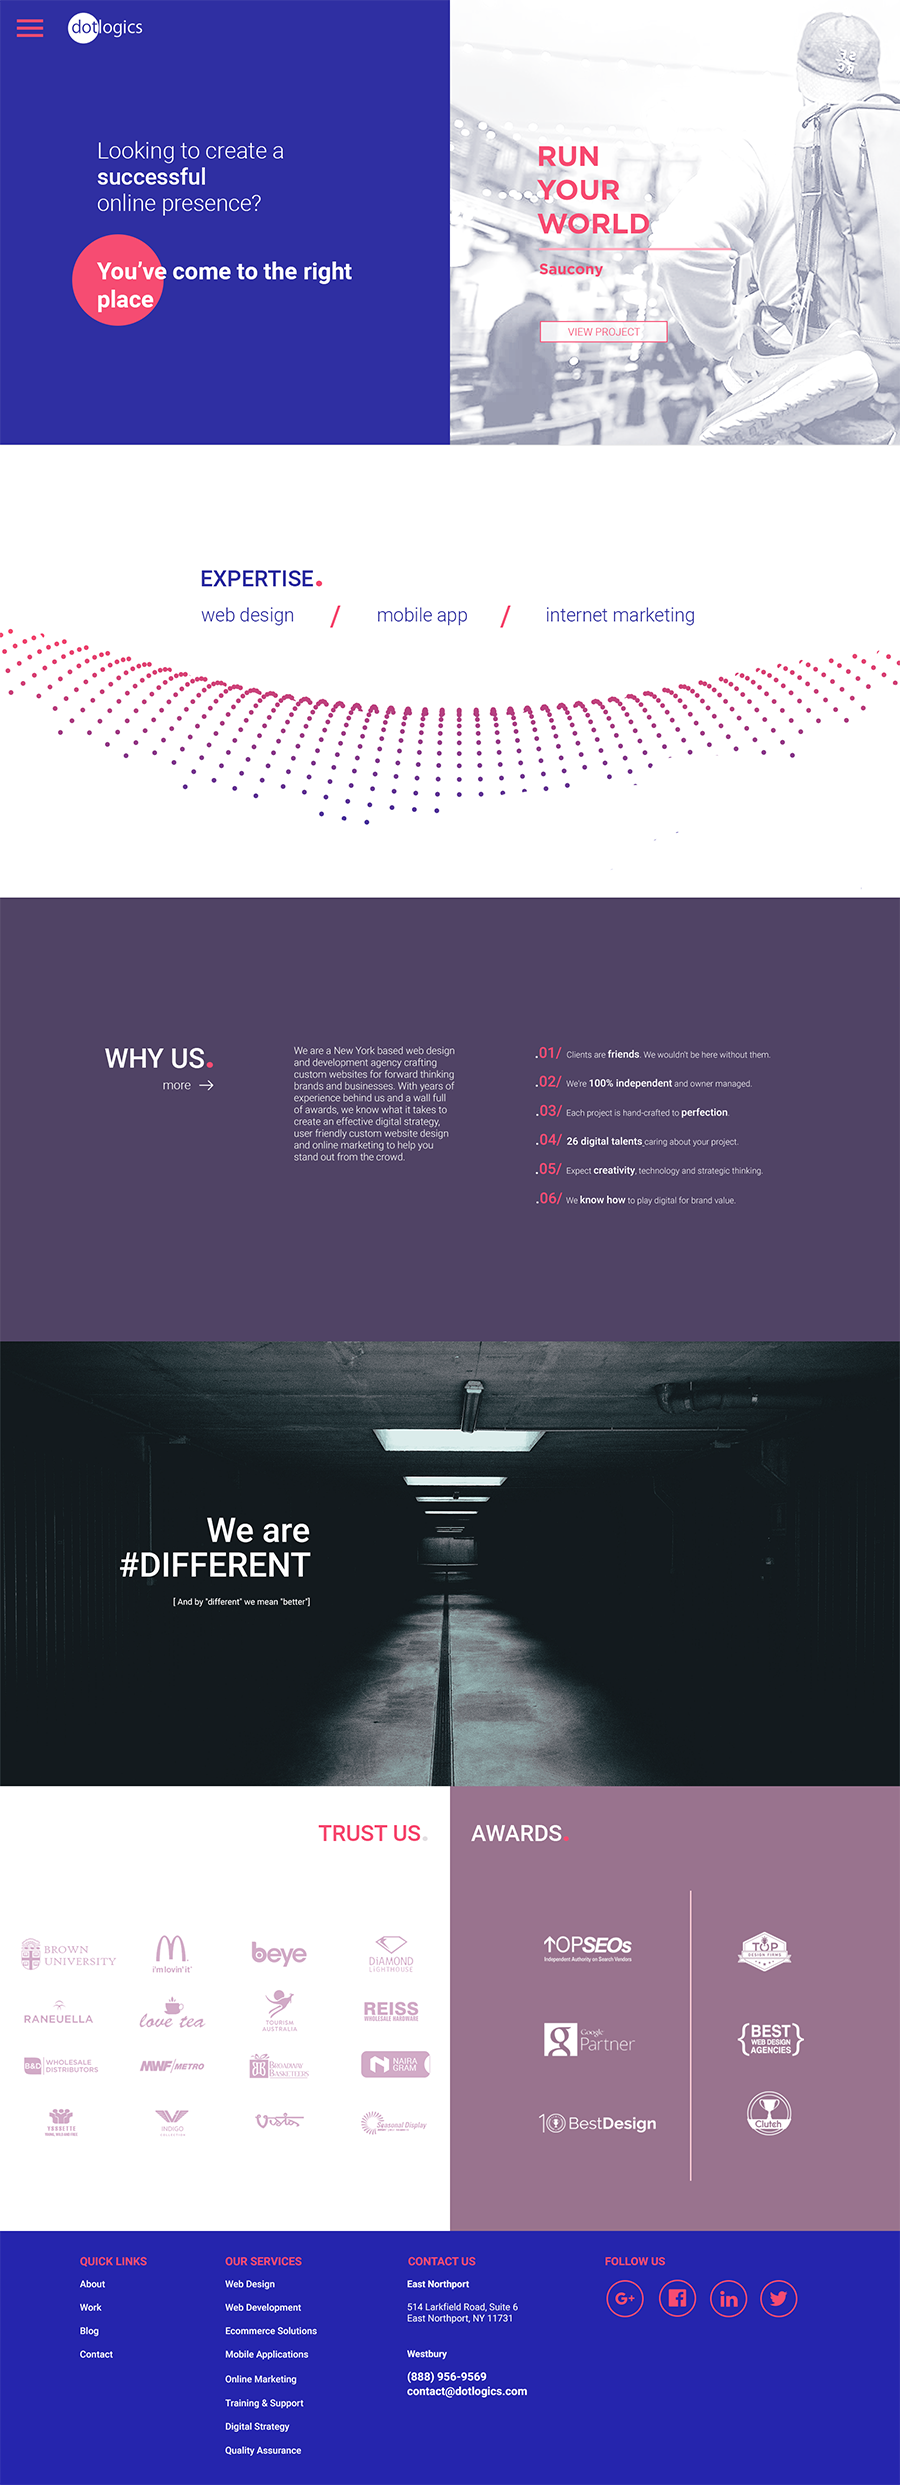 dotlogics
Looking to create a
successful
online presence?
You've come to the right
place
RUN
YOUR
WORLD
Saucony
VIEW PROJECT
EXPERTISE.
web design / mobile app / internet marketing
WHY US.
more →
We are a New York based web design
and development agency crafting
custom websites for forward thinking
brands and businesses. With years of
experience behind us and a wall full
of awards, we know what it takes to
create an effective digital strategy,
user friendly custom website design
and online marketing to help you
stand out from the crowd.
.01/ Clients are friends. We wouldn't be here without them.
.02/ We're 100% independent and owner managed.
.03/ Each project is hand-crafted to perfection.
.04/ 26 digital talents caring about your project.
.05/ Expect creativity, technology and strategic thinking.
.06/ We know how to play digital for brand value.
We are
#DIFFERENT
[ And by "different" we mean "better"]
TRUST US.
BROWN
UNIVERSITY
i'm lovin' it
beye
DIAMOND
LIGHTHOUSE
RANEUELLA
love tea
TOURISM
AUSTRALIA
REISS
WHOLESALE HARDWARE
B&D WHOLESALE
DISTRIBUTORS
MWF/METRO
BROADWAY
BASKETEERS
NAIRA
GRAM
INDIGO
COLLECTION
Vistos
Seasonal Display
AWARDS.
TOPSEOs
Independent Authority on Search Vendors
TOP
DESIGN FIRMS
Google
Partner
{BEST
WEB DESIGN
AGENCIES}
10 BestDesign
Clutch
QUICK LINKS
About
Work
Blog
Contact
OUR SERVICES
Web Design
Web Development
Ecommerce Solutions
Mobile Applications
Online Marketing
Training & Support
Digital Strategy
Quality Assurance
CONTACT US
East Northport
514 Larkfield Road, Suite 6
East Northport, NY 11731
Westbury
(888) 956-9569
contact@dotlogics.com
FOLLOW US
G+
in